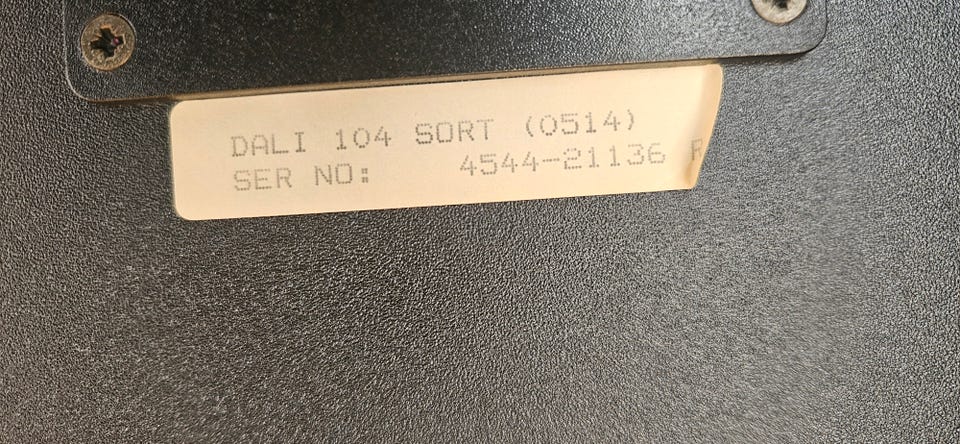 DALI 104 SORT (0514)
SER NO: 4544-21136